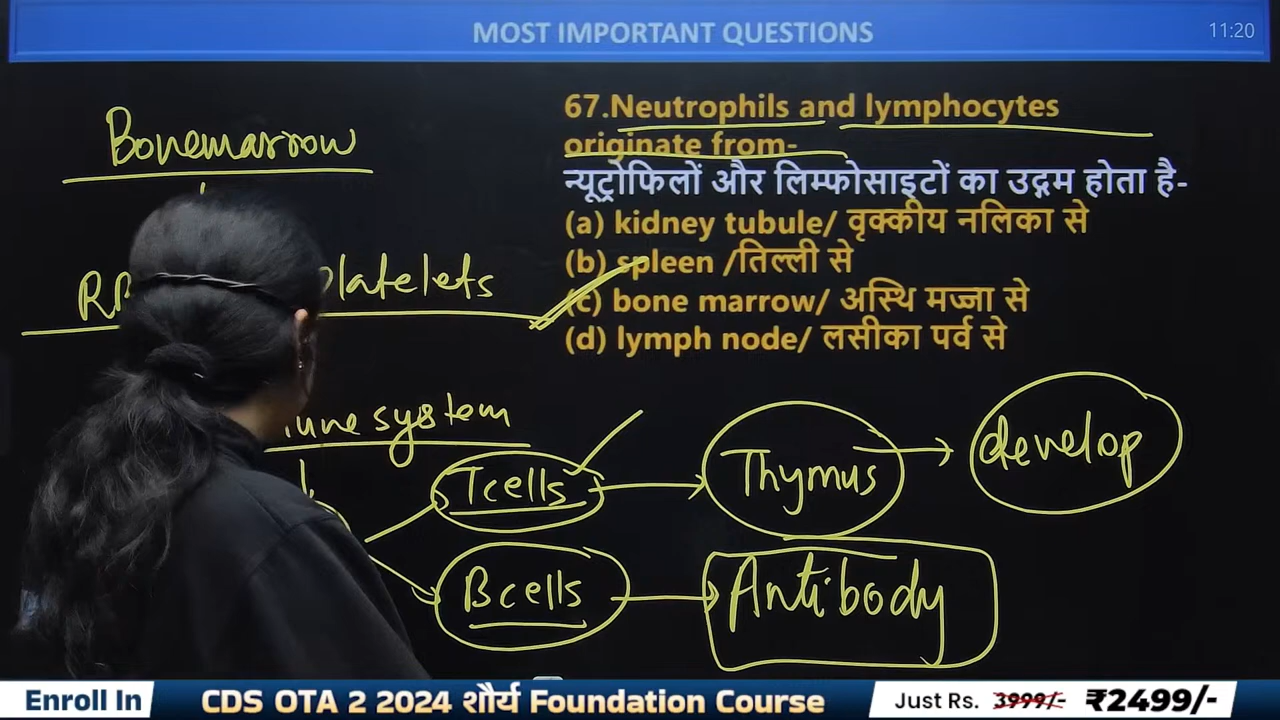 MOST IMPORTANT QUESTIONS
11:20
Bonemarrow
Platelets
system
Tcells
Thymus
develop
Bcells
Antibody
67.Neutrophils and lymphocytes
originate from-
न्यूट्रोफिलों और लिम्फोसाइटों का उद्गम होता है-
(a) kidney tubule/ वृक्कीय नलिका से
(b) spleen /तिल्ली से
(c) bone marrow/ अस्थि मज्जा से
(d) lymph node/ लसीका पर्व से
Enroll In
CDS OTA 2 2024 शौर्य Foundation Course
Just Rs. 3999/- ₹2499/-